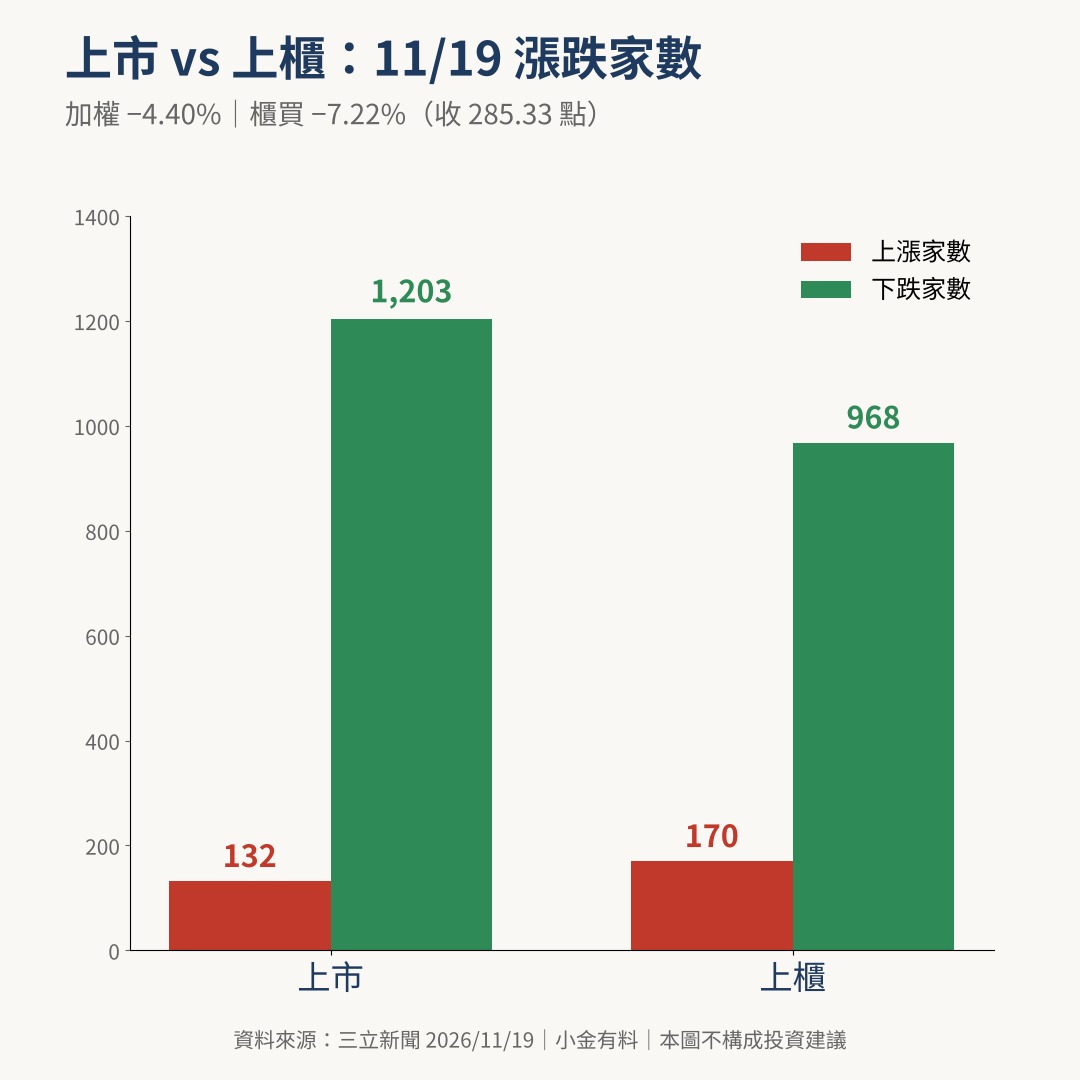 上市 vs 上櫃：11/19 漲跌家數
加權 −4.40%｜櫃買 −7.22%（收 285.33 點）
1400
1200
1000
800
600
400
200
0
上漲家數
下跌家數
1,203
968
132
170
上市
上櫃
資料來源：三立新聞 2026/11/19｜小金有料｜本圖不構成投資建議